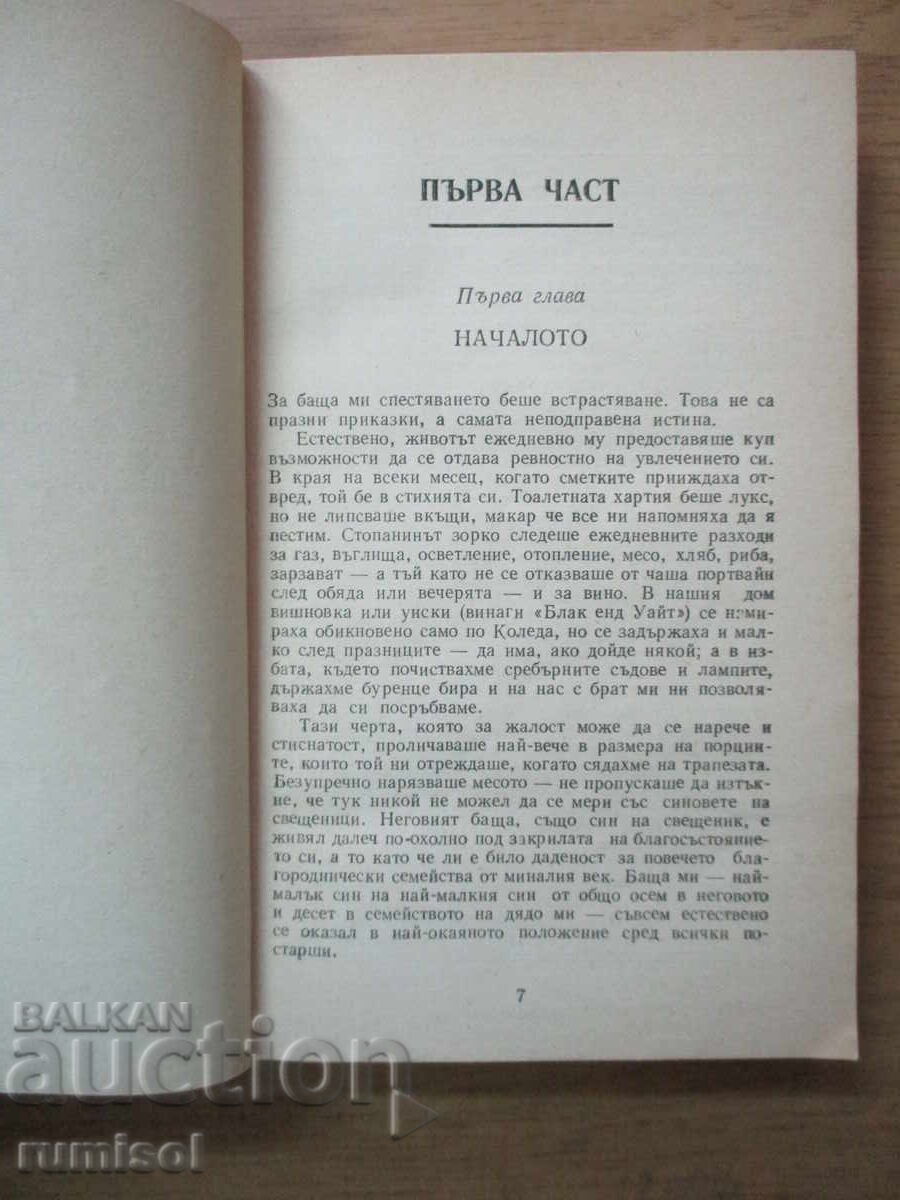 ПЪРВА ЧАСТ
Първа глава
НАЧАЛОТО
За баща ми спестяването беше встрастяване. Това не са
празни приказки, а самата неподправена истина.
Естествено, животът ежедневно му предоставяше куп
възможности да се отдава ревностно на увлечението си.
В края на всеки месец, когато сметките прииждаха от-
вред, той бе в стихията си. Тоалетната хартия беше лукс,
но не липсваше вкъщи, макар че все ни напомняха да я
пестим. Стопанинът зорко следеше ежедневните разходи
за газ, въглища, осветление, отопление, месо, хляб, риба,
зарзават — а тъй като не се отказваше от чаша портвайн
след обяда или вечерята — и за вино. В нашия дом
вишновка или уиски (винаги «Блак енд Уайт») се нами-
раха обикновено само по Коледа, но се задържаха и мал-
ко след празниците — да има, ако дойде някой; а в из-
бата, където почиствахме сребърните съдове и лампите,
държахме буренце бира и на нас с брат ми ни позволя-
ваха да си посръбваме.
Тази черта, която за жалост може да се нарече и
стиснатост, проличаваше най-вече в размера на порции-
те, които той ни отреждаше, когато сядахме на трапезата.
Безупречно нарязваше месото — не пропускаше да изтък-
не, че тук никой не можел да се мери със синовете на
свещеници. Неговият баща, също син на свещеник, е
живял далеч по-охолно под закрилата на благосъстояние-
то си, а то като че ли е било даденост за повечето бла-
городнически семейства от миналия век. Баща ми — най-
малък син на най-малкия син от общо осем в неговото
и десет в семейството на дядо ми — съвсем естествено
се оказал в най-окаяното положение сред всички по-
старши.
7
BALKAN
auction
rumisol